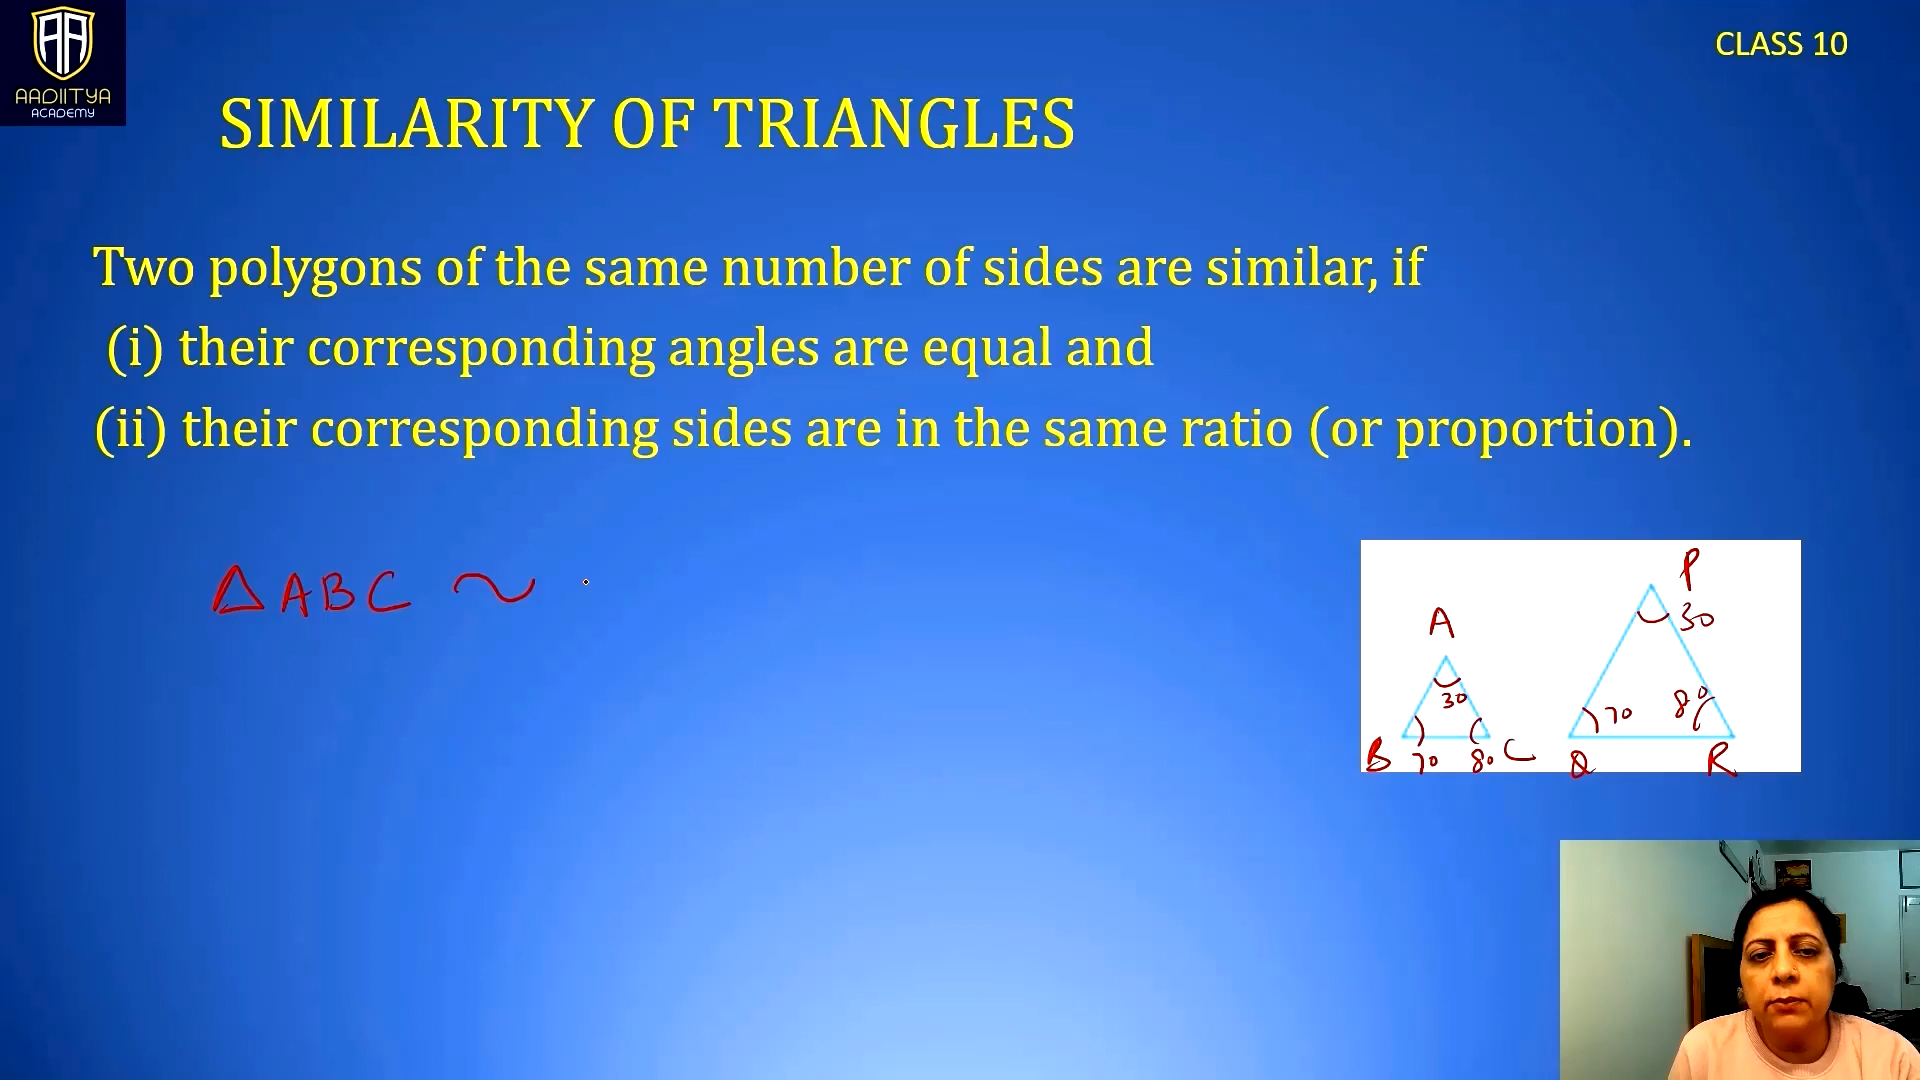 AADIITYA
ACADEMY
CLASS 10
SIMILARITY OF TRIANGLES
Two polygons of the same number of sides are similar, if
(i) their corresponding angles are equal and
(ii) their corresponding sides are in the same ratio (or proportion).
Δ ABC ~
P
30
A
30
70
80
B 70 80 C
Q R